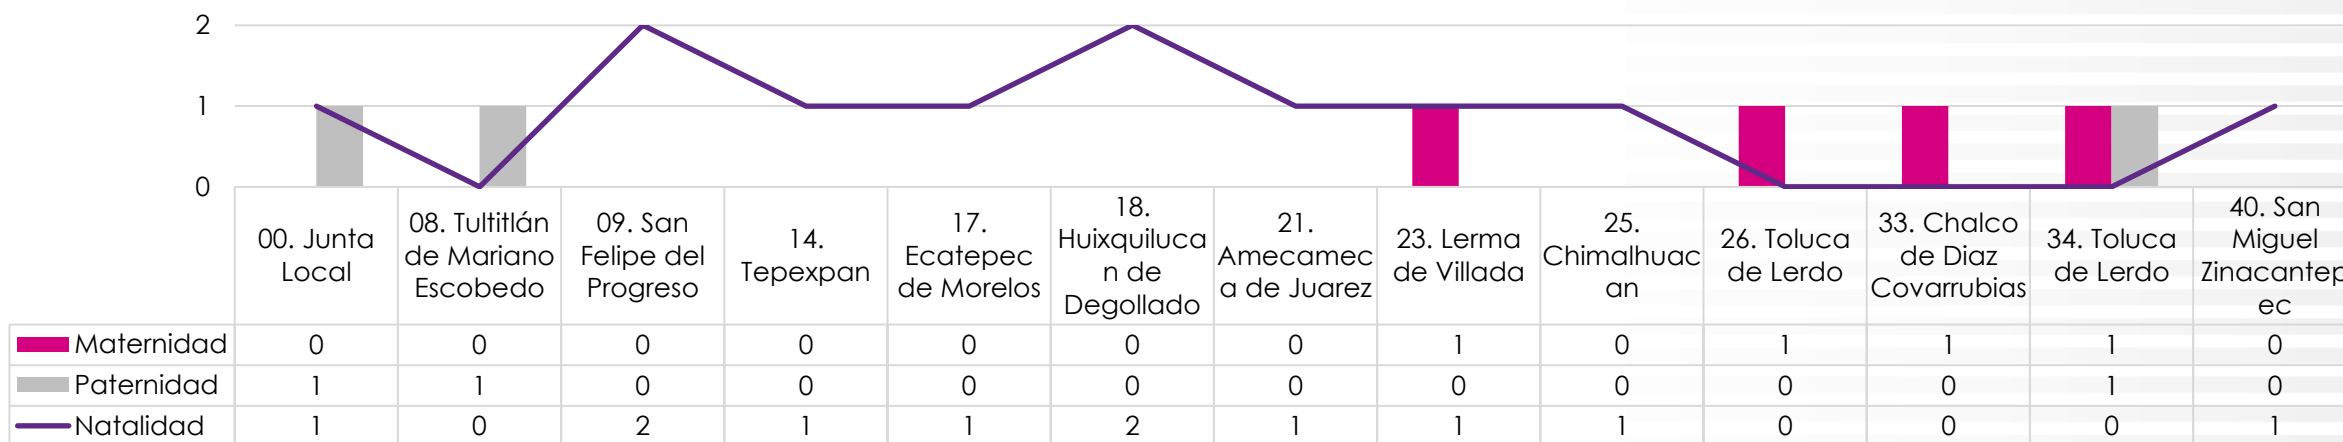 2
1
0
00. Junta
Local
08. Tultitlán
de Mariano
Escobedo
09. San
Felipe del
Progreso
14.
Tepexpan
17.
Ecatepec
de Morelos
18.
Huixquiluca
n de
Degollado
21.
Amecamec
a de Juarez
23. Lerma
de Villada
25.
Chimalhuac
an
26. Toluca
de Lerdo
33. Chalco
de Diaz
Covarrubias
34. Toluca
de Lerdo
40. San
Miguel
Zinacantep
ec
Maternidad 0 0 0 0 0 0 0 1 0 1 1 1 0
Paternidad 1 1 0 0 0 0 0 0 0 0 0 1 0
Natalidad 1 0 2 1 1 2 1 1 1 0 0 0 1